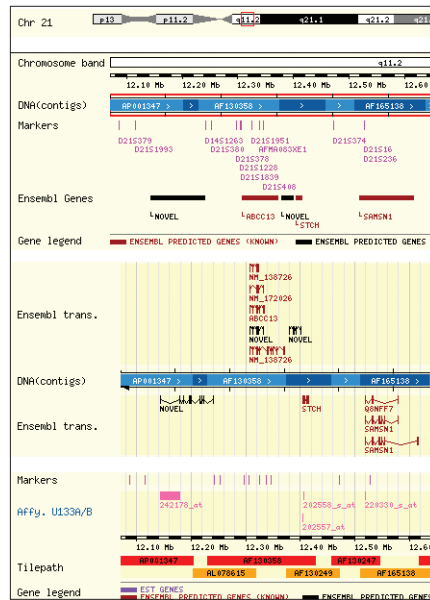 Chr 21 p13 p11.2 q11.2 q21.1 q21.2 q21.
Chromosome band q11.2
12.10 Mb 12.20 Mb 12.30 Mb 12.40 Mb 12.50 Mb 12.60
DNA(contigs) AP001347 > > AF130358 > > > AF165138 >
Markers
D21S379 D14S1263 D21S1951 D21S374
D21S1993 D21S380 AFMA083XE1 D21S16
D21S378 D21S236
D21S1228
D21S1839
D21S408
Ensembl Genes
NOVEL ABCC13 NOVEL SAMSN1
STCH
Gene legend ENSEMBL PREDICTED GENES (KNOWN) ENSEMBL PREDICTED GENES
NM_138726
NM_172026
Ensembl trans. ABCC13
NOVEL NOVEL
NM_138726
DNA(contigs) AP001347 > > AF130358 > > > AF165138 >
NOVEL STCH Q8NFF7
Ensembl trans. SAMSN1
SAMSN1
Markers
Affy. U133A/B 242178_at 202558_s_at 220330_s_at
202557_at
12.10 Mb 12.20 Mb 12.30 Mb 12.40 Mb 12.50 Mb 12.6
AP001347 AF130358 AF130247
Tilepath AL078615 AF130249 AF165138
Gene legend EST GENES
ENSEMBL PREDICTED GENES (KNOWN) ENSEMBL PREDICTED GENES